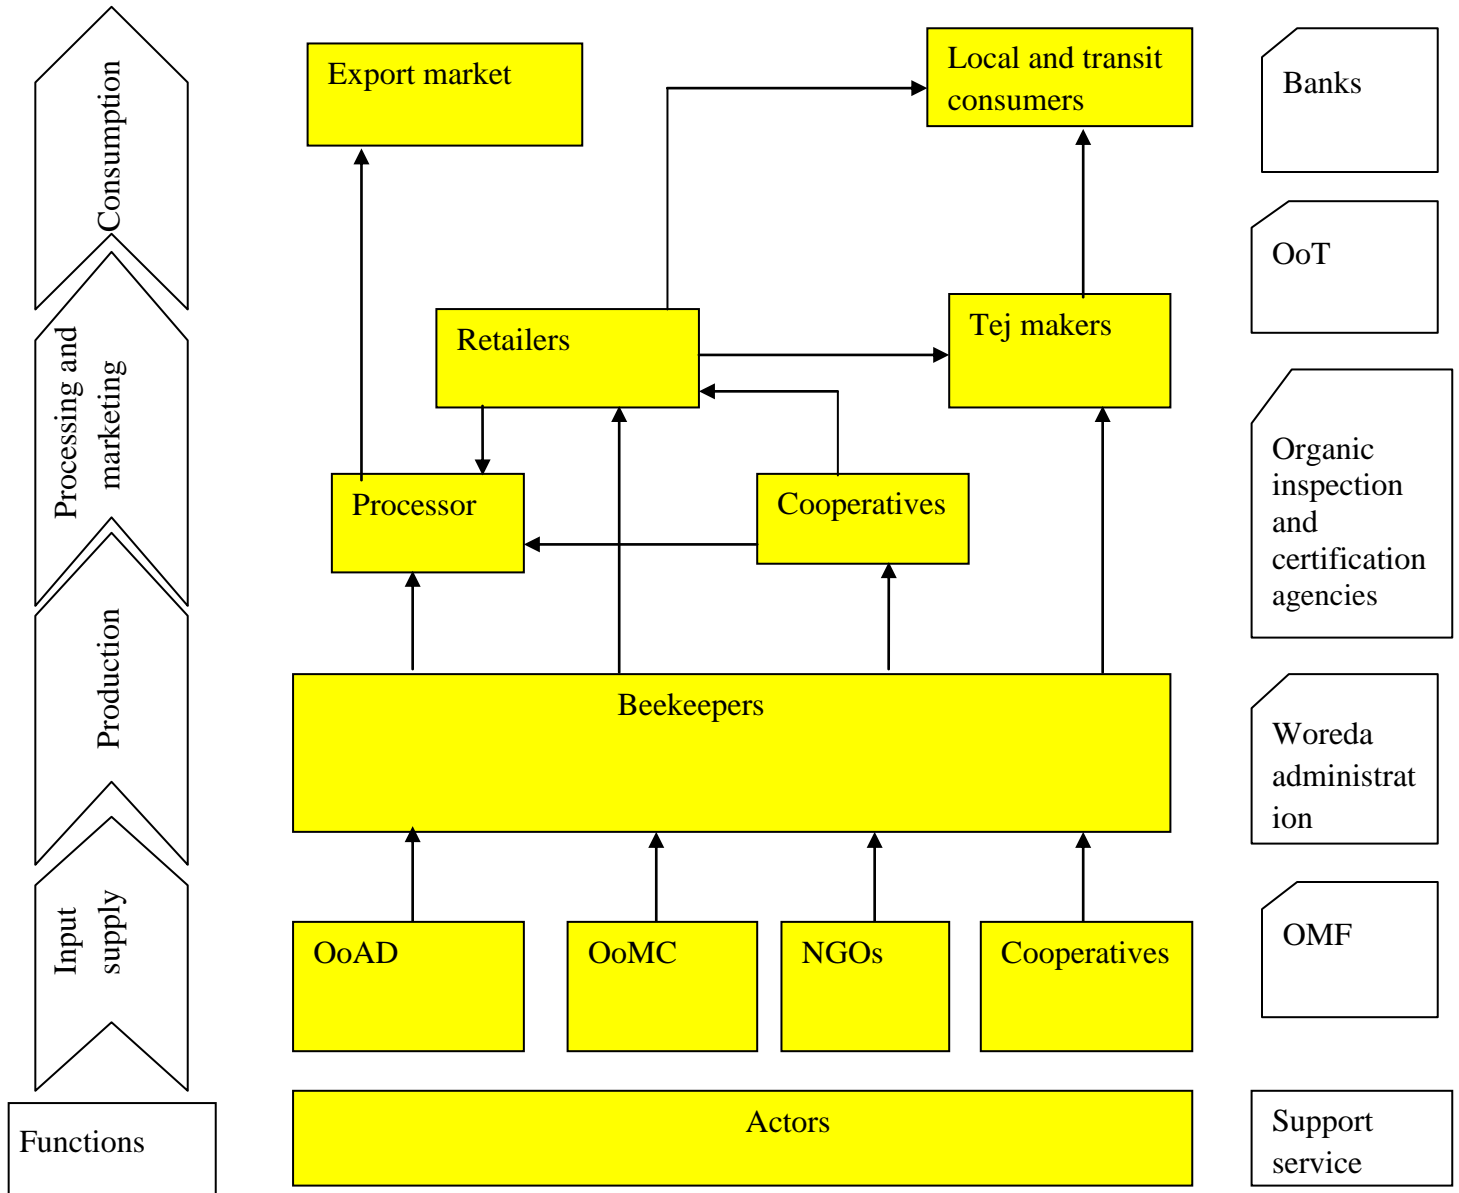 Consumption
Export market
Local and transit
consumers
Banks
OoT
Processing and
marketing
Retailers
Tej makers
Organic
inspection
and
certification
agencies
Processor
Cooperatives
Production
Beekeepers
Woreda
administrat
ion
Input
supply
OoAD
OoMC
NGOs
Cooperatives
OMF
Functions
Actors
Support
service